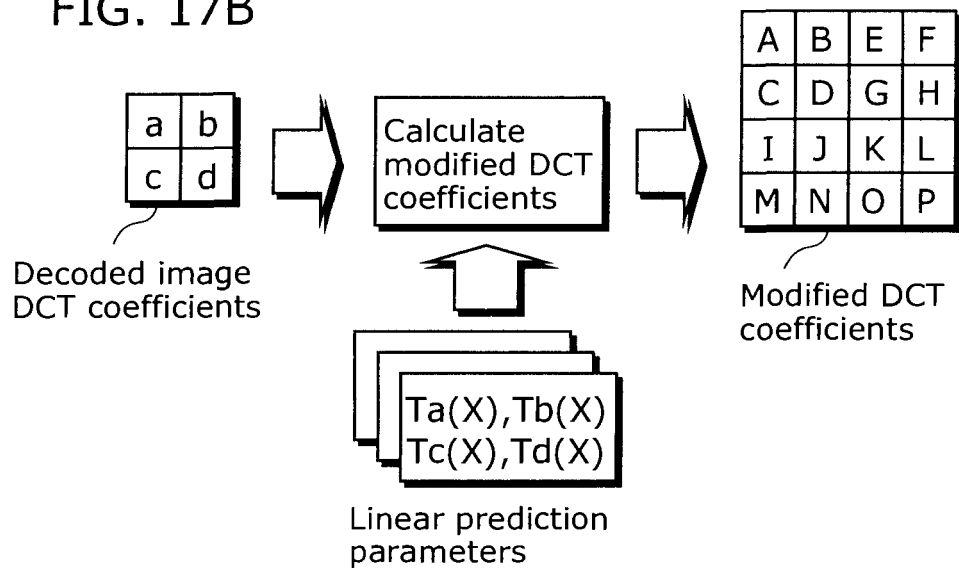 FIG. 17B
a b
c d
Calculate
modified DCT
coefficients
A B E F
C D G H
I J K L
M N O P
Decoded image
DCT coefficients
Modified DCT
coefficients
Ta(X),Tb(X)
Tc(X),Td(X)
Linear prediction
parameters